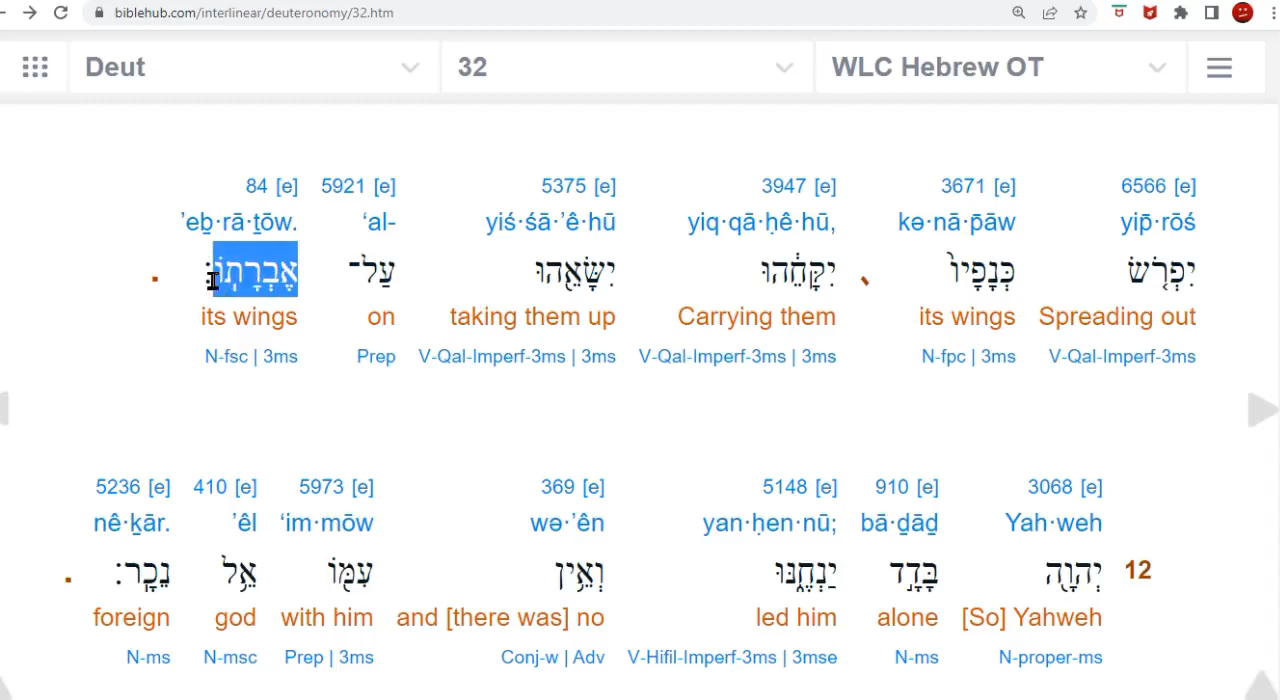 biblehub.com/interlinear/deuteronomy/32.htm
Deut 32 WLC Hebrew OT
84 [e] 5921 [e] 5375 [e] 3947 [e] 3671 [e] 6566 [e]
’eḇ·rā·ṯōw. ‘al- yiś·śā·’ê·hū yiq·qā·ḥê·hū, kə·nā·p̄āw yip̄·rōś
יִפְרֹ֤שׂ כְּנָפָיו֙ ､ יִקָּחֵ֔הוּ יִשָּׂאֵ֖הוּ עַל־ אֶבְרָתֽוֹ׃ .
its wings on taking them up Carrying them its wings Spreading out
N-fsc | 3ms Prep V-Qal-Imperf-3ms | 3ms V-Qal-Imperf-3ms | 3ms N-fpc | 3ms V-Qal-Imperf-3ms
5236 [e] 410 [e] 5973 [e] 369 [e] 5148 [e] 910 [e] 3068 [e]
nê·ḵār. ’êl ‘im·mōw wə·’ên yan·ḥen·nū; bā·ḏāḏ Yah·weh
12 יְהוָ֖ה בָּדָ֣ד יַנְחֶ֑נּוּ וְאֵ֥ין עִמּ֖וֹ אֵ֥ל נֵכָֽר׃ .
foreign god with him and [there was] no led him alone [So] Yahweh
N-ms N-msc Prep | 3ms Conj-w | Adv V-Hifil-Imperf-3ms | 3mse N-ms N-proper-ms